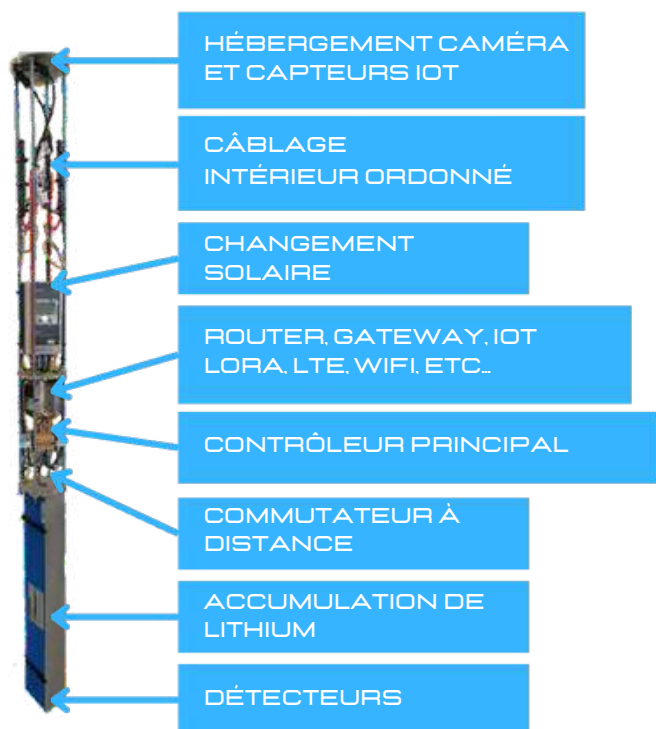 HÉBERGEMENT CAMÉRA
ET CAPTEURS IOT
CÂBLAGE
INTÉRIEUR ORDONNÉ
CHANGEMENT
SOLAIRE
ROUTER, GATEWAY, IOT
LORA, LTE, WIFI, ETC...
CONTRÔLEUR PRINCIPAL
COMMUTATEUR À
DISTANCE
ACCUMULATION DE
LITHIUM
DÉTECTEURS